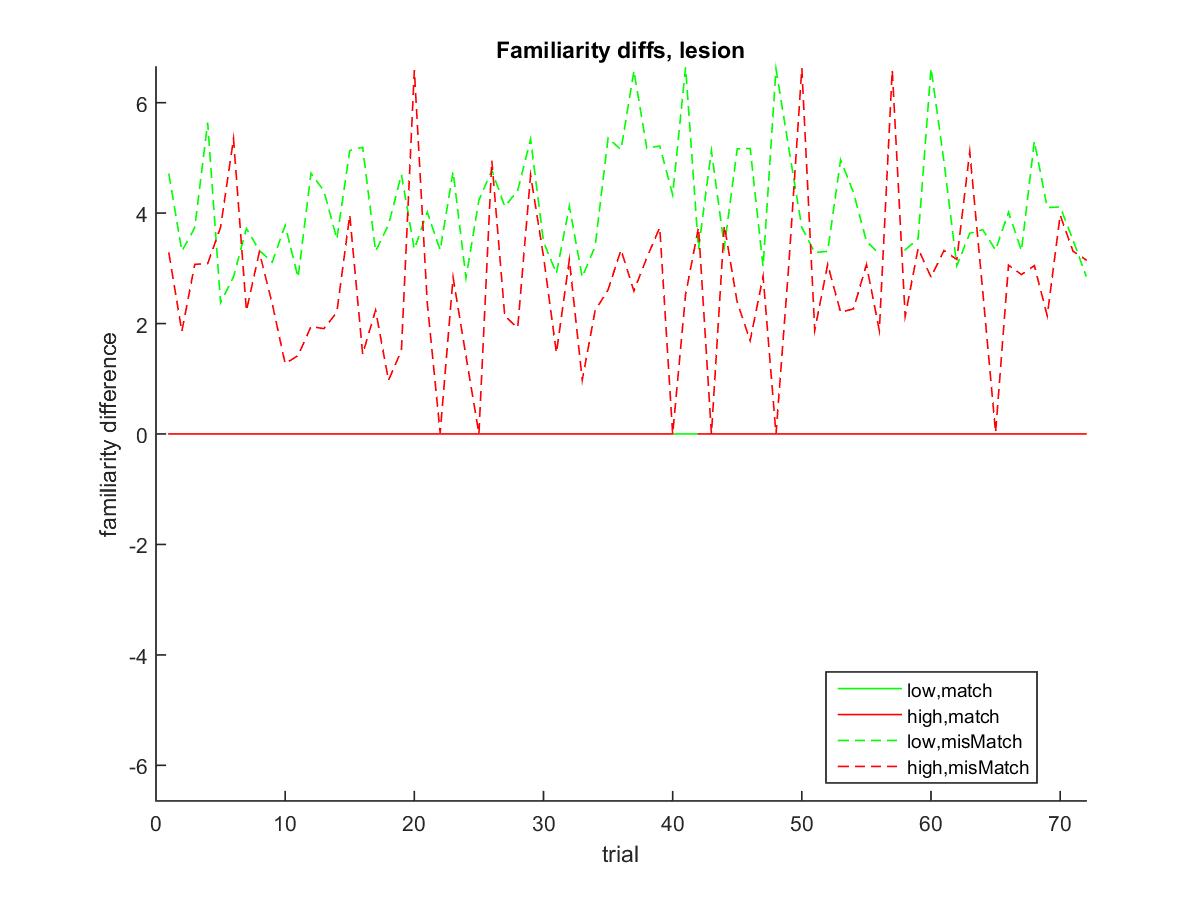 Familiarity diffs, lesion
6
4
2
0
-2
-4
-6
familiarity difference
low,match
high,match
low,misMatch
high,misMatch
0 10 20 30 40 50 60 70
trial